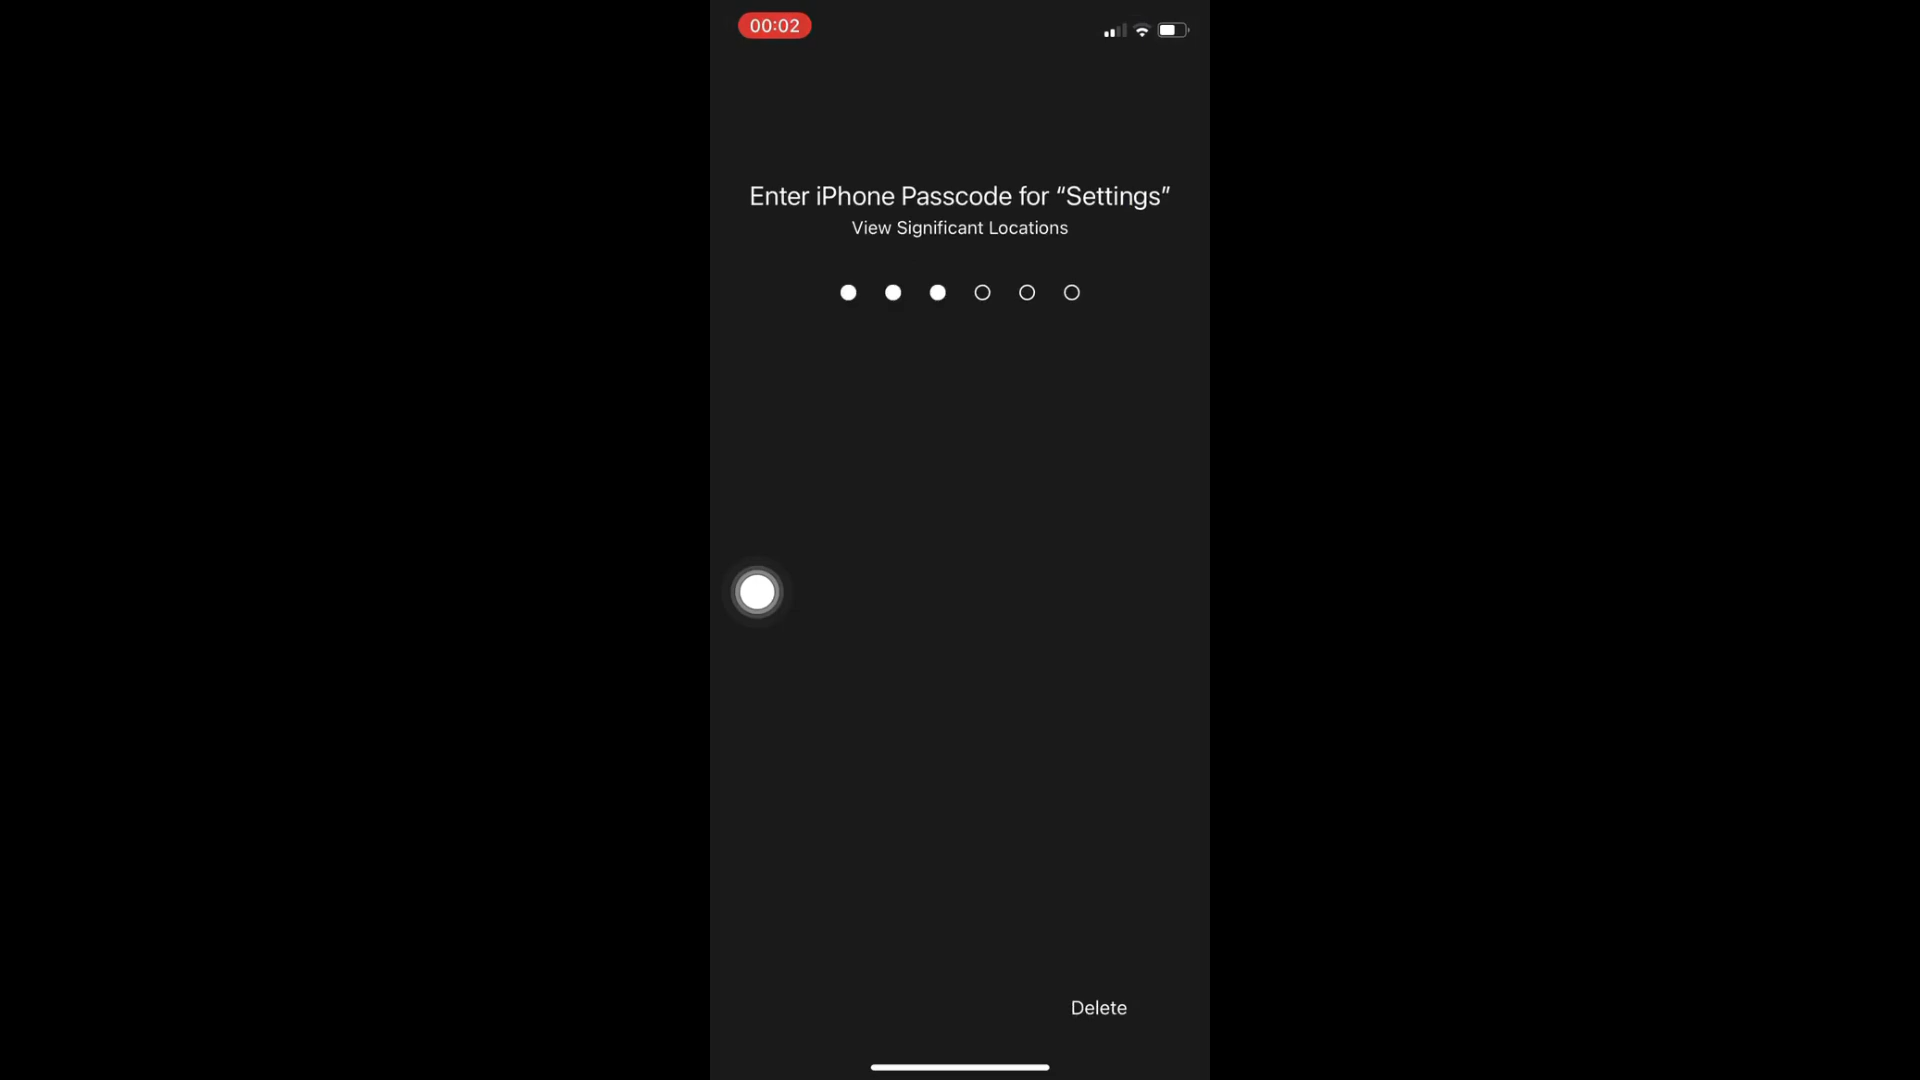 00:02
Enter iPhone Passcode for “Settings”
View Significant Locations
Delete